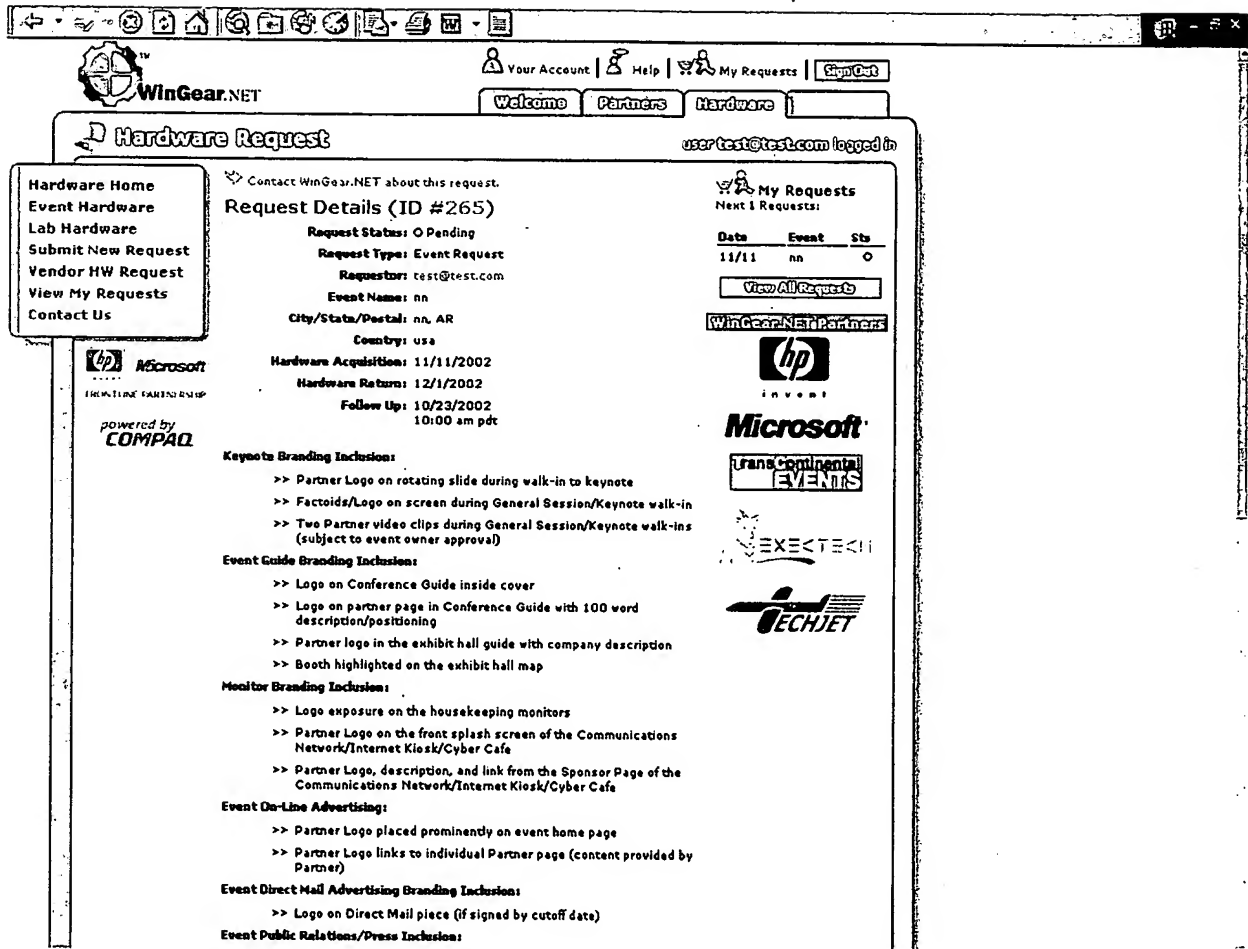 TM
WinGear.NET
Your Account | Help | My Requests | Sign Out
Welcome Partners Hardware
Hardware Request
user test@test.com logged in
Hardware Home
Event Hardware
Lab Hardware
Submit New Request
Vendor HW Request
View My Requests
Contact Us
hp Microsoft
FRONTLINE PARTNERSHIP
powered by
COMPAQ
Contact WinGear.NET about this request.
Request Details (ID #265)
Request Status: Pending
Request Type: Event Request
Requestor: test@test.com
Event Name: nn
City/State/Postal: nn, AR
Country: usa
Hardware Acquisition: 11/11/2002
Hardware Return: 12/1/2002
Follow Up: 10/23/2002
10:00 am pdt
Keynote Branding Inclusion:
>> Partner Logo on rotating slide during walk-in to keynote
>> Factoids/Logo on screen during General Session/Keynote walk-in
>> Two Partner video clips during General Session/Keynote walk-ins
(subject to event owner approval)
Event Guide Branding Inclusion:
>> Logo on Conference Guide inside cover
>> Logo on partner page in Conference Guide with 100 word
description/positioning
>> Partner logo in the exhibit hall guide with company description
>> Booth highlighted on the exhibit hall map
Monitor Branding Inclusion:
>> Logo exposure on the housekeeping monitors
>> Partner Logo on the front splash screen of the Communications
Network/Internet Kiosk/Cyber Cafe
>> Partner Logo, description, and link from the Sponsor Page of the
Communications Network/Internet Kiosk/Cyber Cafe
Event On-Line Advertising:
>> Partner Logo placed prominently on event home page
>> Partner Logo links to individual Partner page (content provided by
Partner)
Event Direct Mail Advertising Branding Inclusion:
>> Logo on Direct Mail piece (if signed by cutoff date)
Event Public Relations/Press Inclusion:
My Requests
Next 1 Requests:
Date Event Sts
11/11 nn
View All Requests
WinGear.NET Partners
hp
invent
Microsoft
TransContinental
EVENTS
EXECTECH
TECHJET